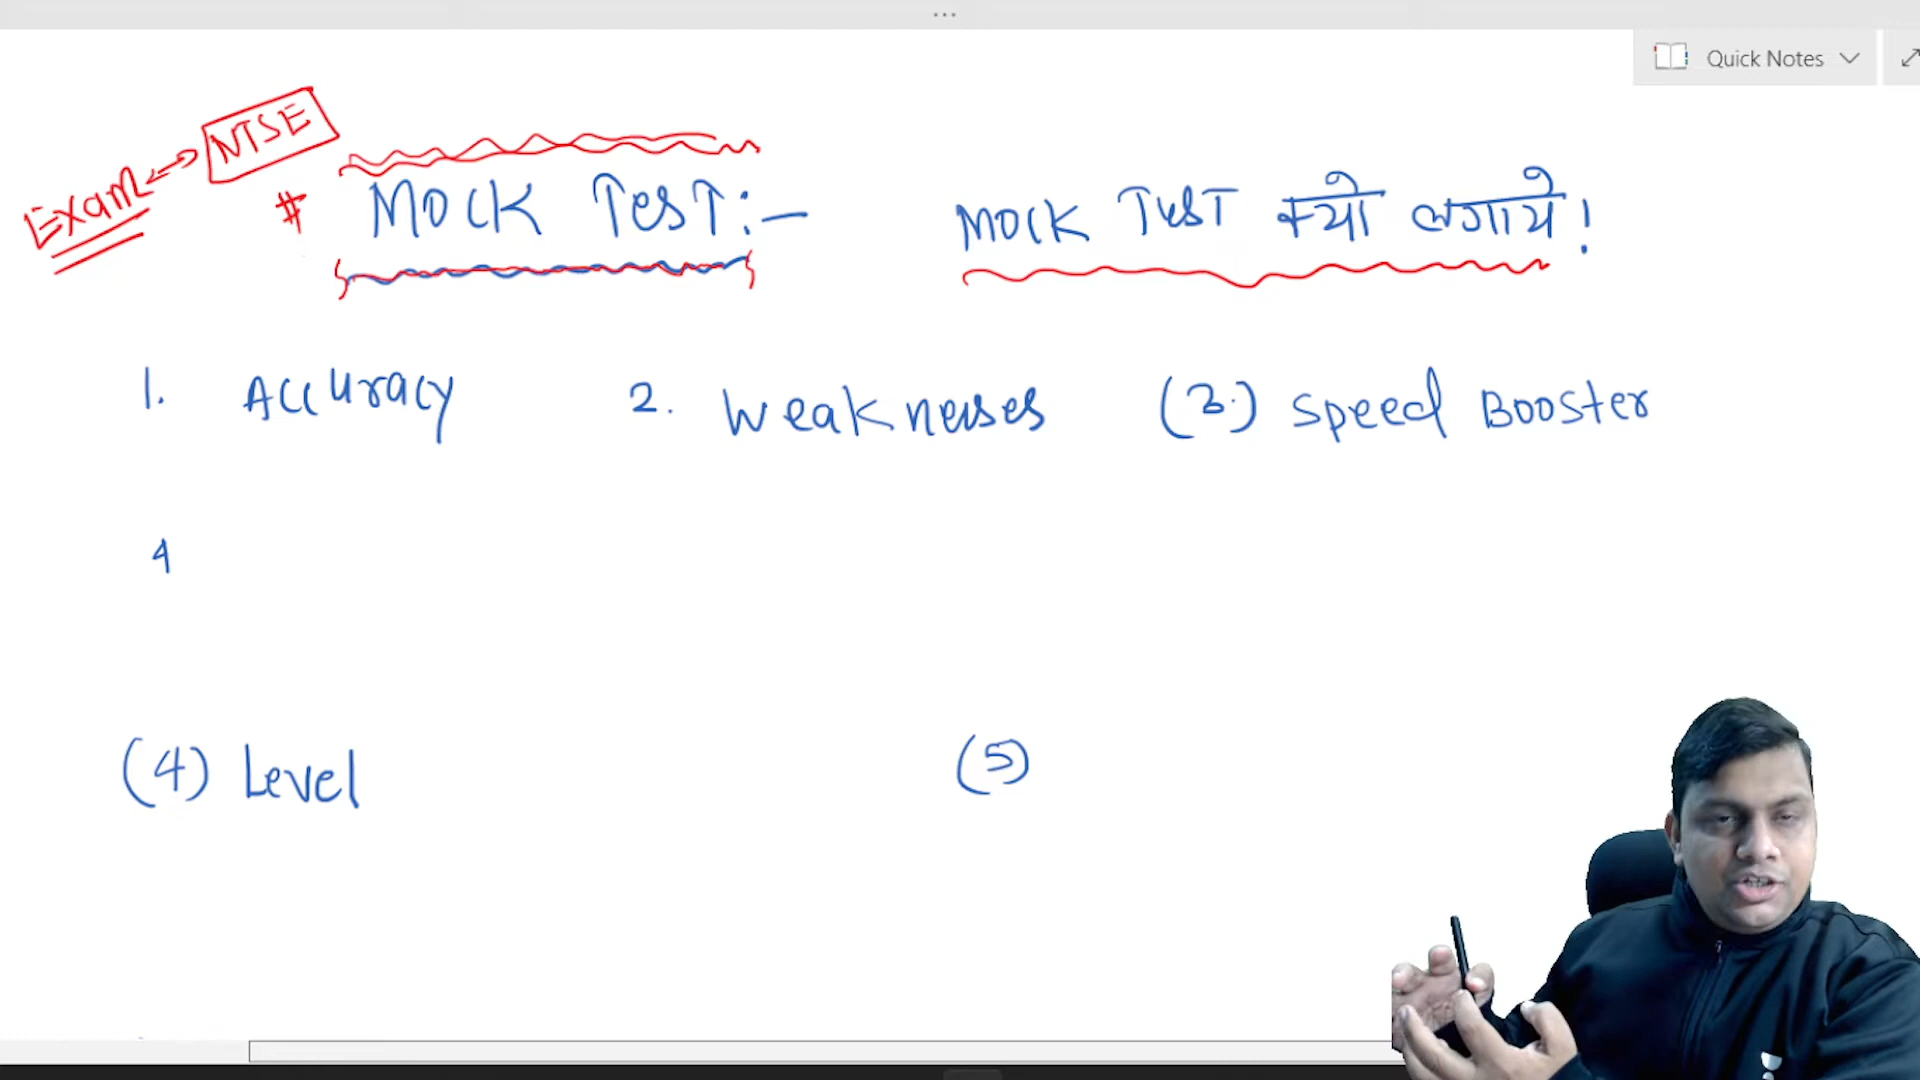 ...
Quick Notes
Exam NTSE
# MOCK TEST:-
MOCK TEST क्यो लगाये !
1. Accuracy
2. Weaknesses
(3.) Speed Booster
4
(4) Level
(5)